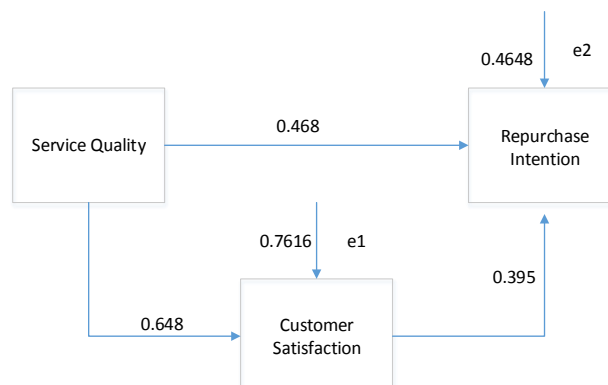 0.4648
e2
Service Quality
0.468
Repurchase
Intention
0.7616
e1
0.395
0.648
Customer
Satisfaction